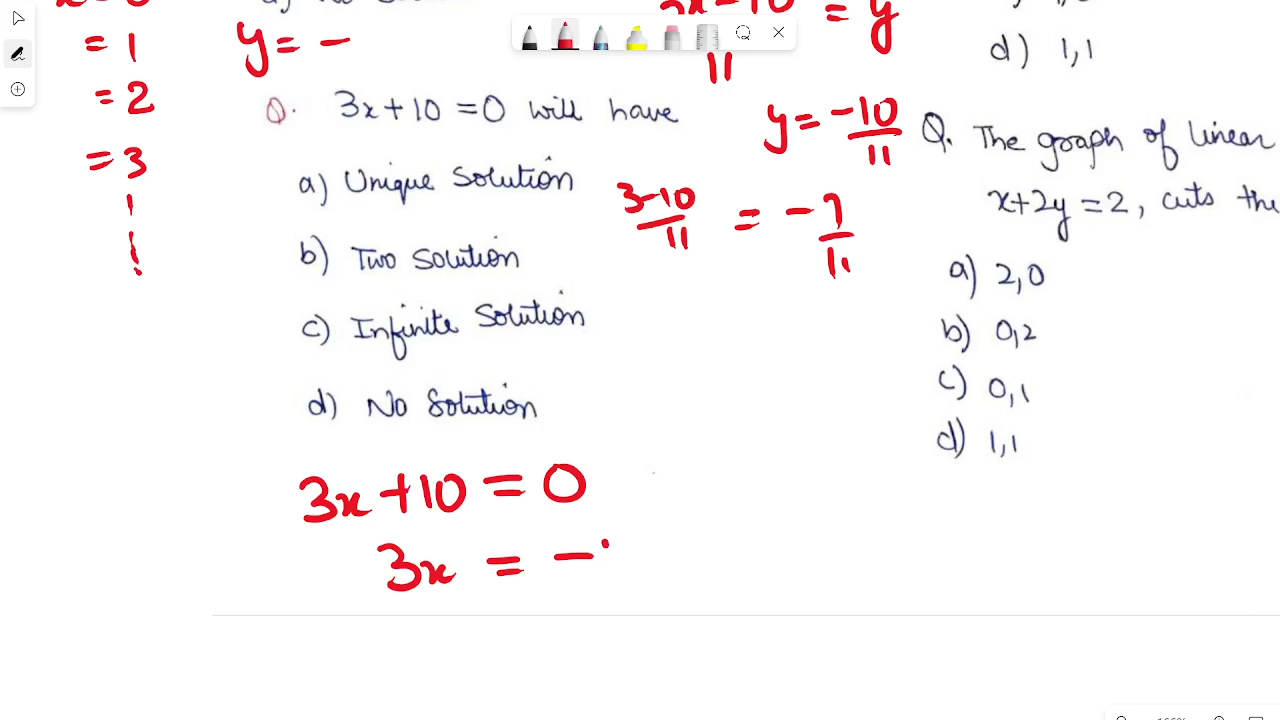 = 1
= 2
= 3
y = -
= y
11
Q. 3x+10 = 0 will have
a) Unique Solution
b) Two Solution
c) Infinite Solution
d) No Solution
3x + 10 = 0
3x = -
y = -10/11
3-10/11 = -7/11
d) 1,1
Q. The graph of linear
x+2y = 2, cuts the
a) 2,0
b) 0,2
c) 0,1
d) 1,1